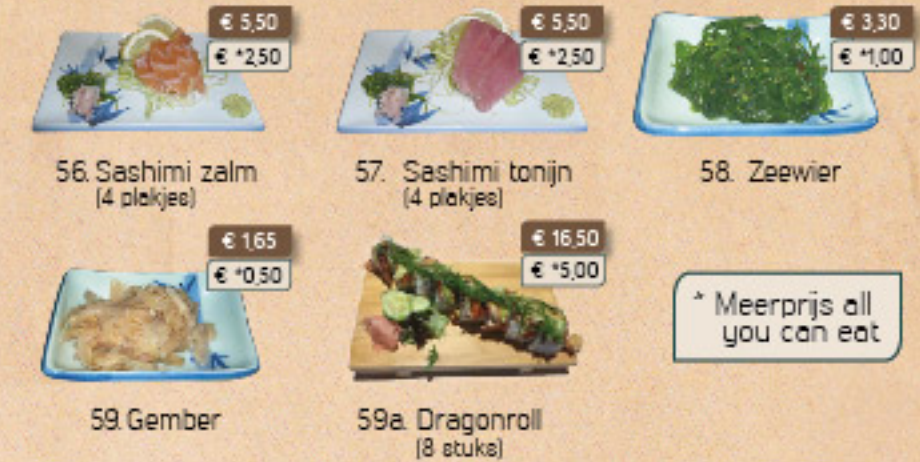 € 5,50
€ *2,50
€ 5,50
€ *2,50
€ 3,30
€ *1,00
56. Sashimi zalm
(4 plakjes)
57. Sashimi tonijn
(4 plakjes)
58. Zeewier
€ 1,65
€ *0,50
€ 16,50
€ *5,00
* Meerprijs all
you can eat
59. Gember
59a. Dragonroll
(8 stuks)